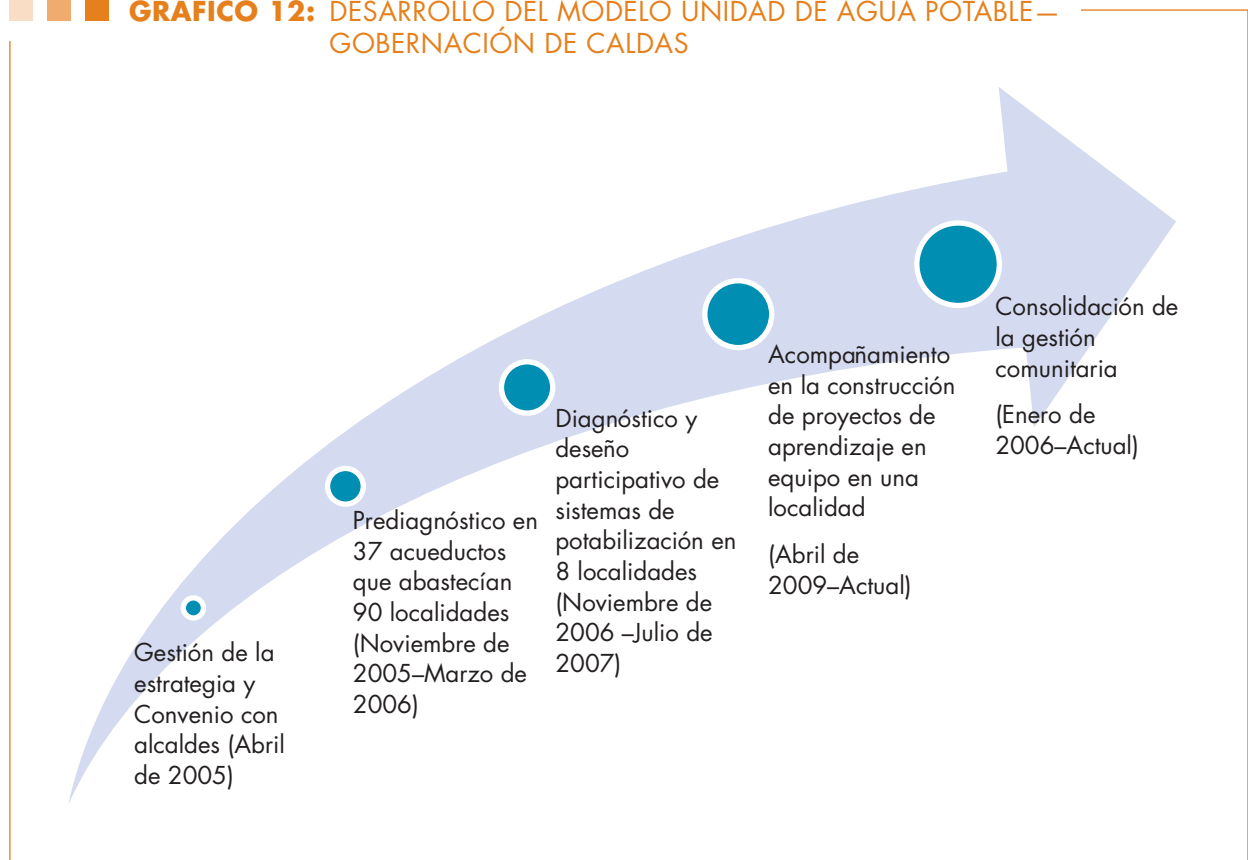 GRÁFICO 12: DESARROLLO DEL MODELO UNIDAD DE AGUA POTABLE—
GOBERNACIÓN DE CALDAS
Gestión de la
estrategia y
Convenio con
alcaldes (Abril
de 2005)
Prediagnóstico en
37 acueductos
que abastecían
90 localidades
(Noviembre de
2005–Marzo de
2006)
Diagnóstico y
deseño
participativo de
sistemas de
potabilización en
8 localidades
(Noviembre de
2006 –Julio de
2007)
Acompañamiento
en la construcción
de proyectos de
aprendizaje en
equipo en una
localidad
(Abril de
2009–Actual)
Consolidación de
la gestión
comunitaria
(Enero de
2006–Actual)